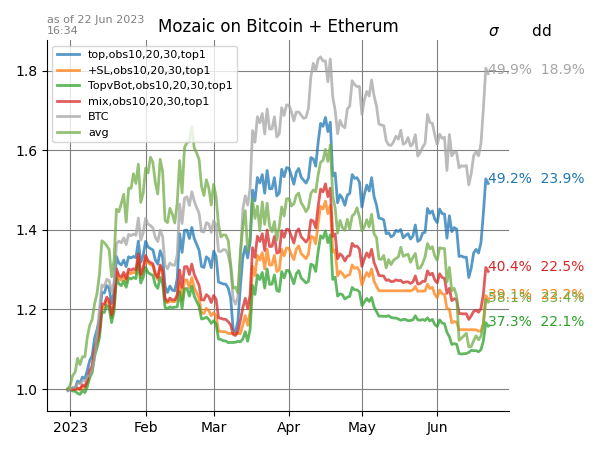 as of 22 Jun 2023
16:34
Mozaic on Bitcoin + Etherum
σ dd
top,obs10,20,30,top1
+SL,obs10,20,30,top1
TopvBot,obs10,20,30,top1
mix,obs10,20,30,top1
BTC
avg
1.8
1.6
1.4
1.2
1.0
49.9% 18.9%
49.2% 23.9%
40.4% 22.5%
37.3% 22.1%
2023 Feb Mar Apr May Jun